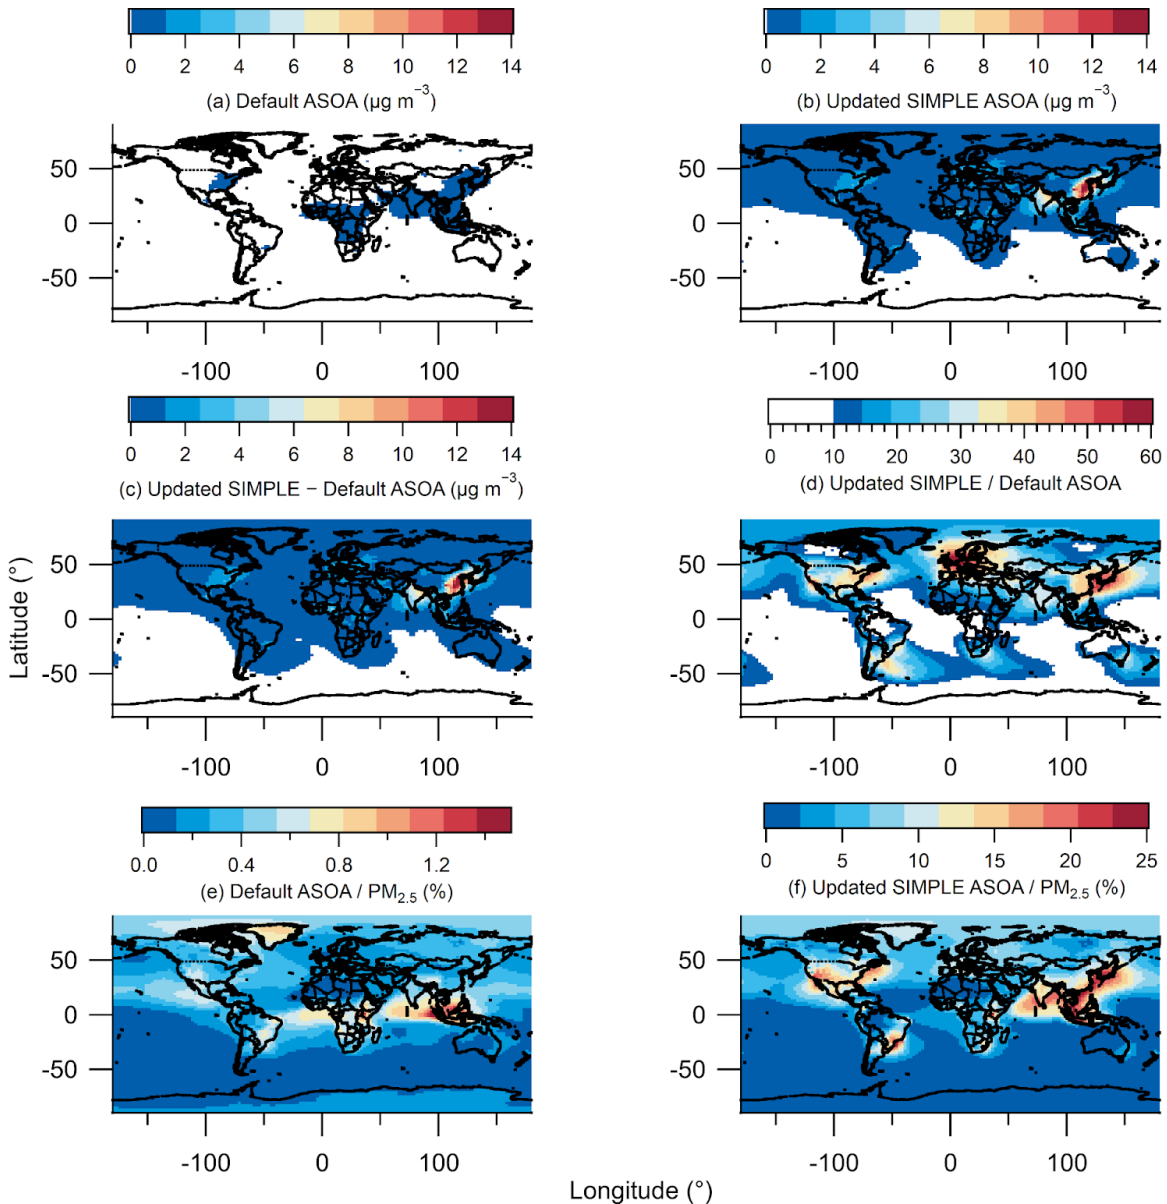 0 2 4 6 8 10 12 14
(a) Default ASOA (µg m⁻³)
50
0
-50
-100 0 100
0 2 4 6 8 10 12 14
(b) Updated SIMPLE ASOA (µg m⁻³)
50
0
-50
-100 0 100
0 2 4 6 8 10 12 14
(c) Updated SIMPLE − Default ASOA (µg m⁻³)
50
0
-50
-100 0 100
0 10 20 30 40 50 60
(d) Updated SIMPLE / Default ASOA
50
0
-50
-100 0 100
Latitude (°)
0.0 0.4 0.8 1.2
(e) Default ASOA / PM₂.₅ (%)
50
0
-50
-100 0 100
0 5 10 15 20 25
(f) Updated SIMPLE ASOA / PM₂.₅ (%)
50
0
-50
-100 0 100
Longitude (°)